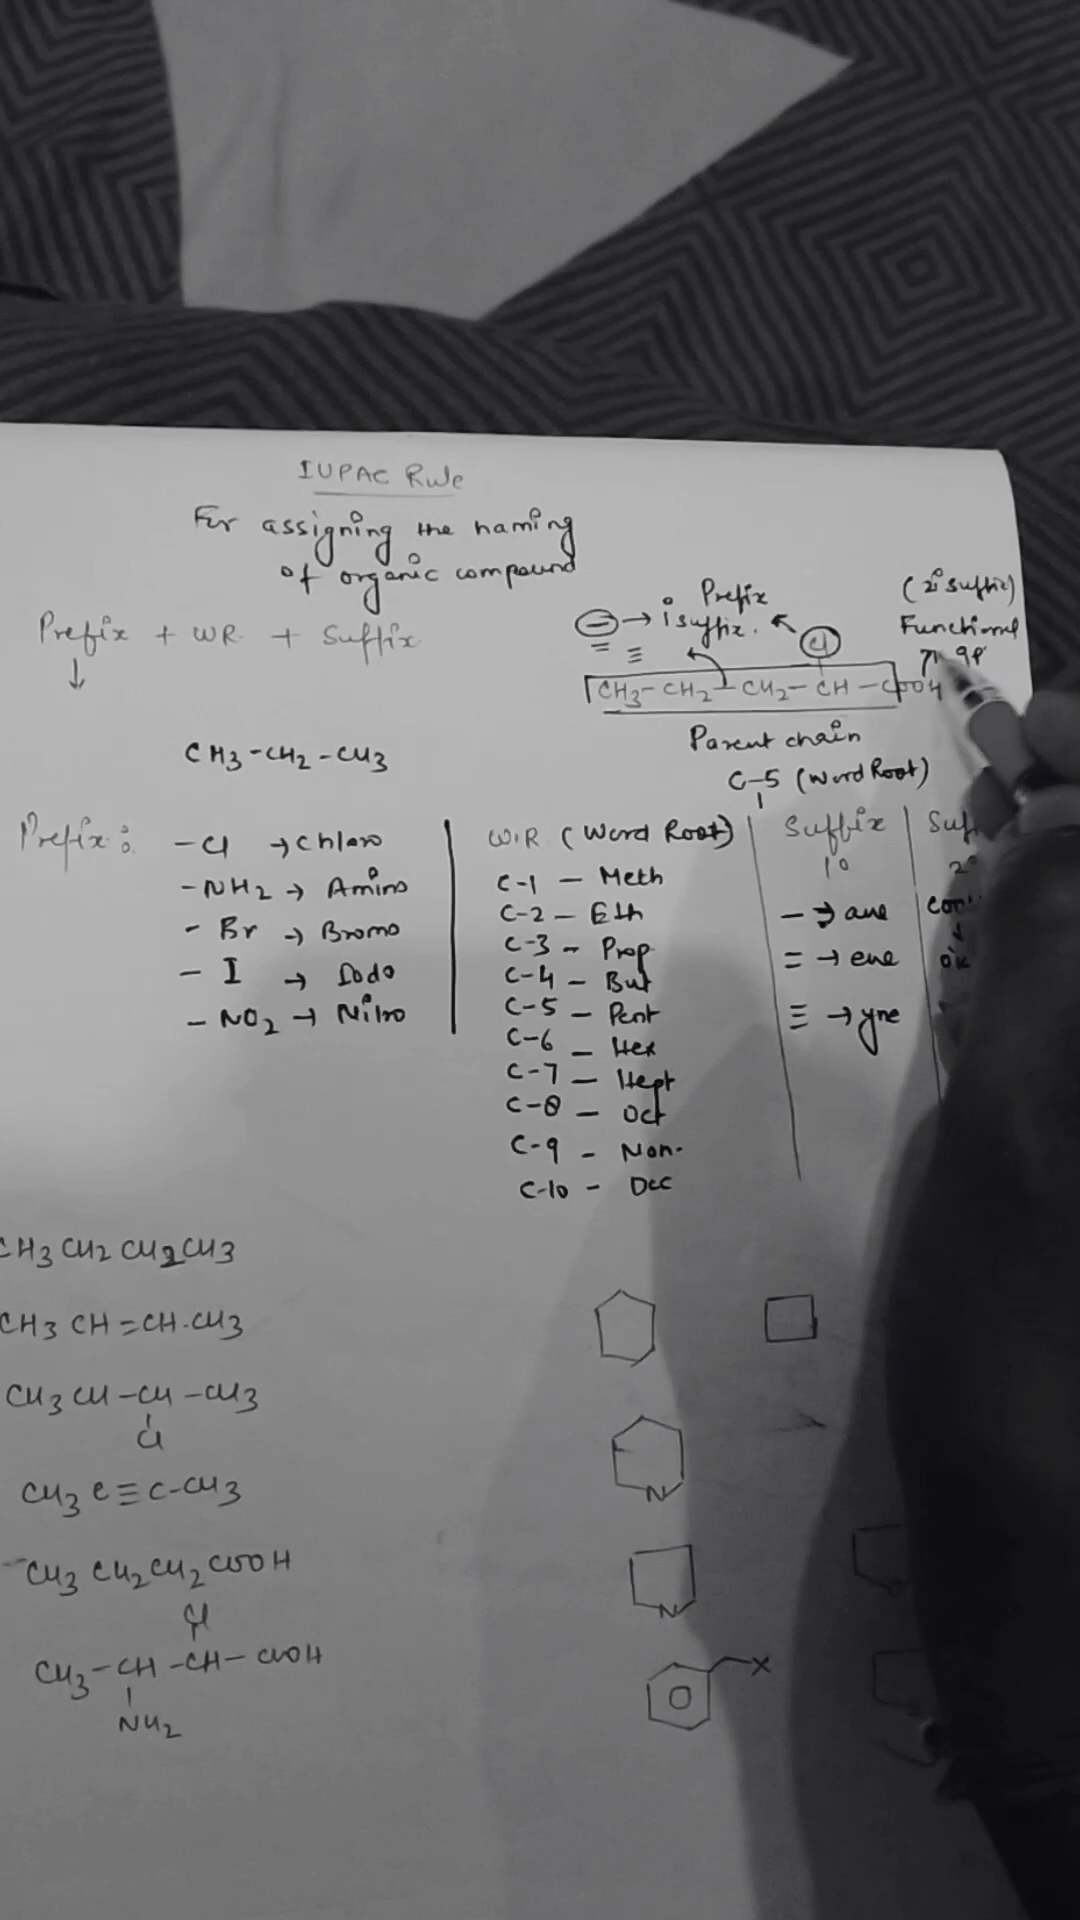 IUPAC Rule
For assigning the naming
of organic compound
Prefix + WR + Suffix
↓
Prefix
= → 1° suffix.
= ≡
Cl
(2° suffix)
Functional
gp
CH3-CH2-CH2-CH-COOH
Parent chain
C-5 (Word Root)
CH3-CH2-CH3
Prefix:
-Cl → Chloro
-NH2 → Amino
- Br → Bromo
- I → Iodo
- NO2 → Nitro
W.R. (Word Root)
C-1 - Meth
C-2 - Eth
C-3 - Prop
C-4 - But
C-5 - Pent
C-6 - Hex
C-7 - Hept
C-8 - Oct
C-9 - Non-
C-10 - Dec
Suffix
1°
- → ane
= → ene
≡ → yne
Suf
2°
↓
CH3 CH2 CH2 CH3
CH3 CH=CH-CH3
CH3 CH-CH-CH3
Cl
CH3 C≡C-CH3
CH3 CH2 CH2 COOH
Cl
CH3-CH-CH-COOH
NH2
N
N
X